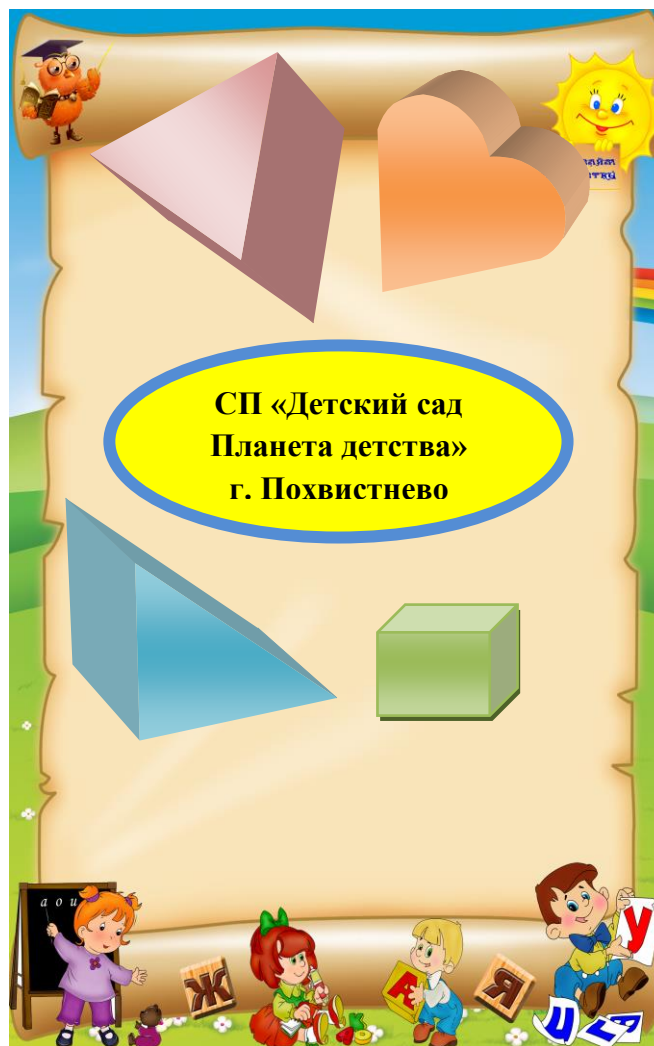 СП «Детский сад
Планета детства»
г. Похвистнево
а о и
Ж
А
Я
У